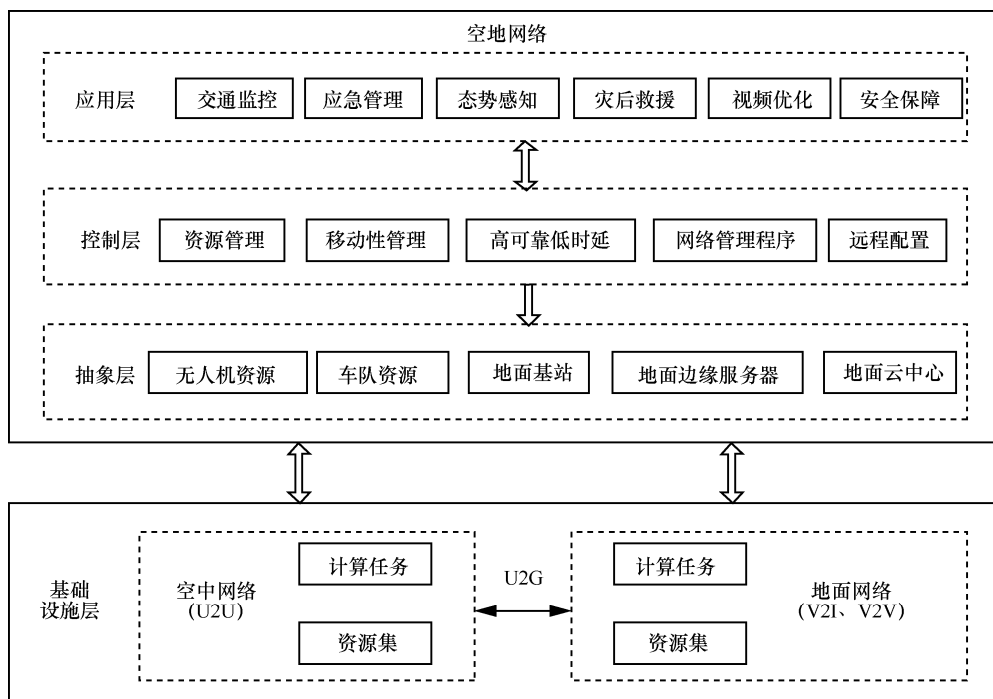 空地网络
应用层
交通监控
应急管理
态势感知
灾后救援
视频优化
安全保障
控制层
资源管理
移动性管理
高可靠低时延
网络管理程序
远程配置
抽象层
无人机资源
车队资源
地面基站
地面边缘服务器
地面云中心
基础
设施层
空中网络
(U2U)
计算任务
资源集
U2G
计算任务
资源集
地面网络
(V2I、V2V)